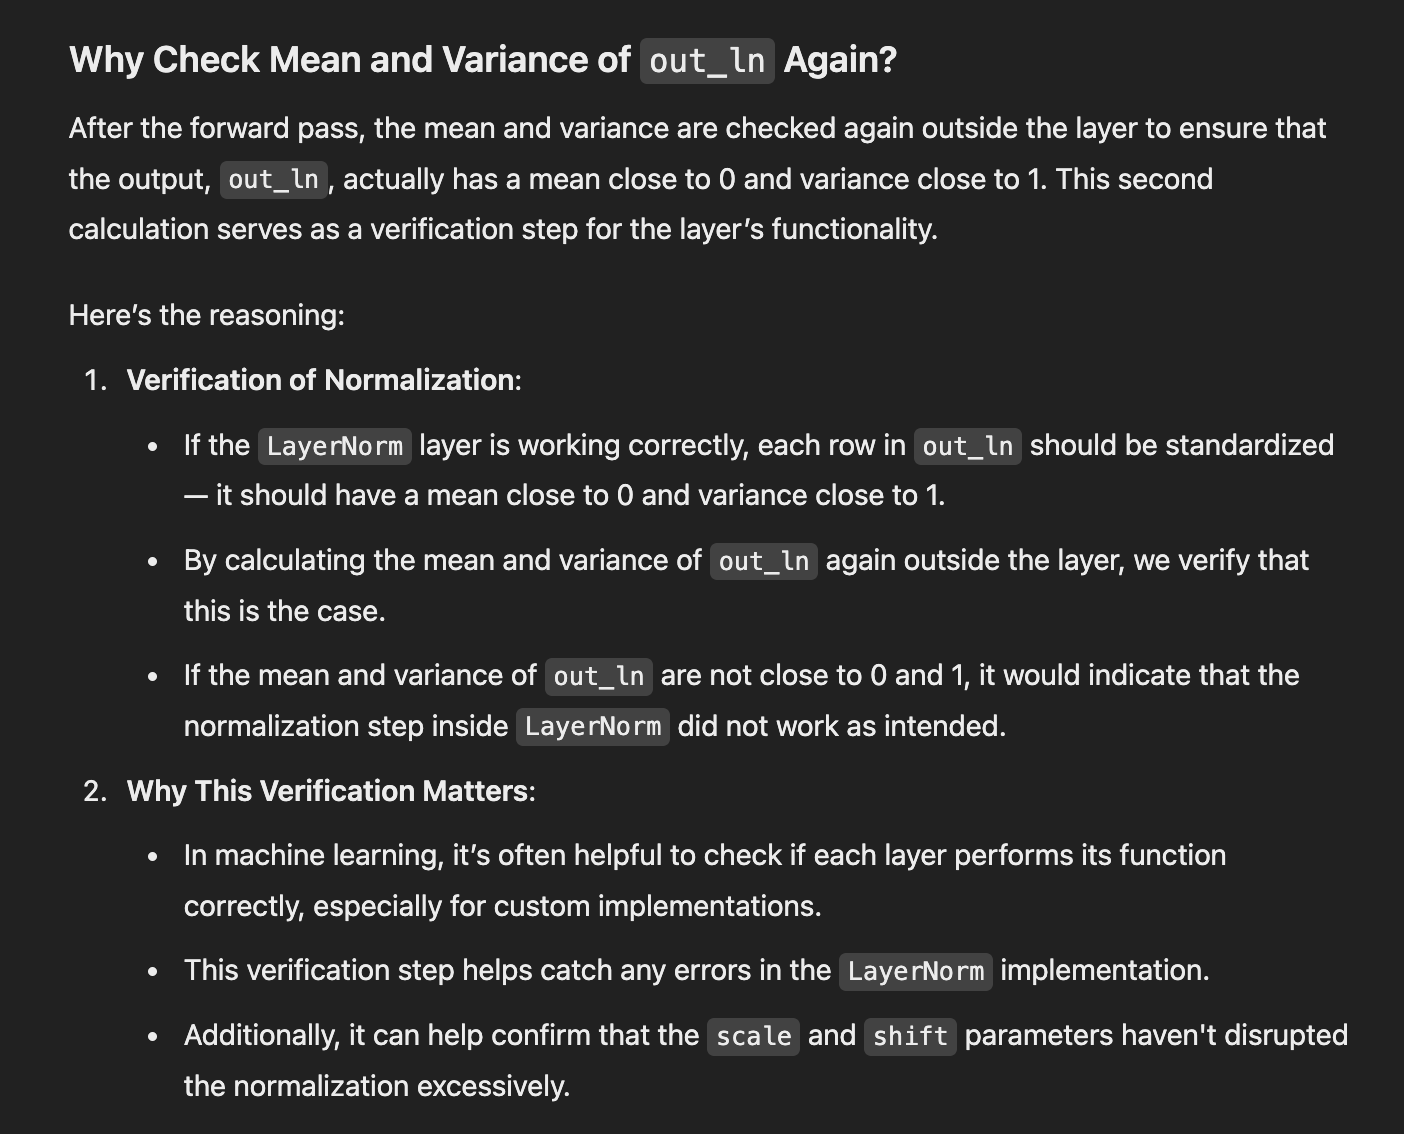 Why Check Mean and Variance of out_ln Again?
After the forward pass, the mean and variance are checked again outside the layer to ensure that
the output, out_ln, actually has a mean close to 0 and variance close to 1. This second
calculation serves as a verification step for the layer’s functionality.
Here’s the reasoning:
1. Verification of Normalization:
• If the LayerNorm layer is working correctly, each row in out_ln should be standardized
— it should have a mean close to 0 and variance close to 1.
• By calculating the mean and variance of out_ln again outside the layer, we verify that
this is the case.
• If the mean and variance of out_ln are not close to 0 and 1, it would indicate that the
normalization step inside LayerNorm did not work as intended.
2. Why This Verification Matters:
• In machine learning, it’s often helpful to check if each layer performs its function
correctly, especially for custom implementations.
• This verification step helps catch any errors in the LayerNorm implementation.
• Additionally, it can help confirm that the scale and shift parameters haven't disrupted
the normalization excessively.